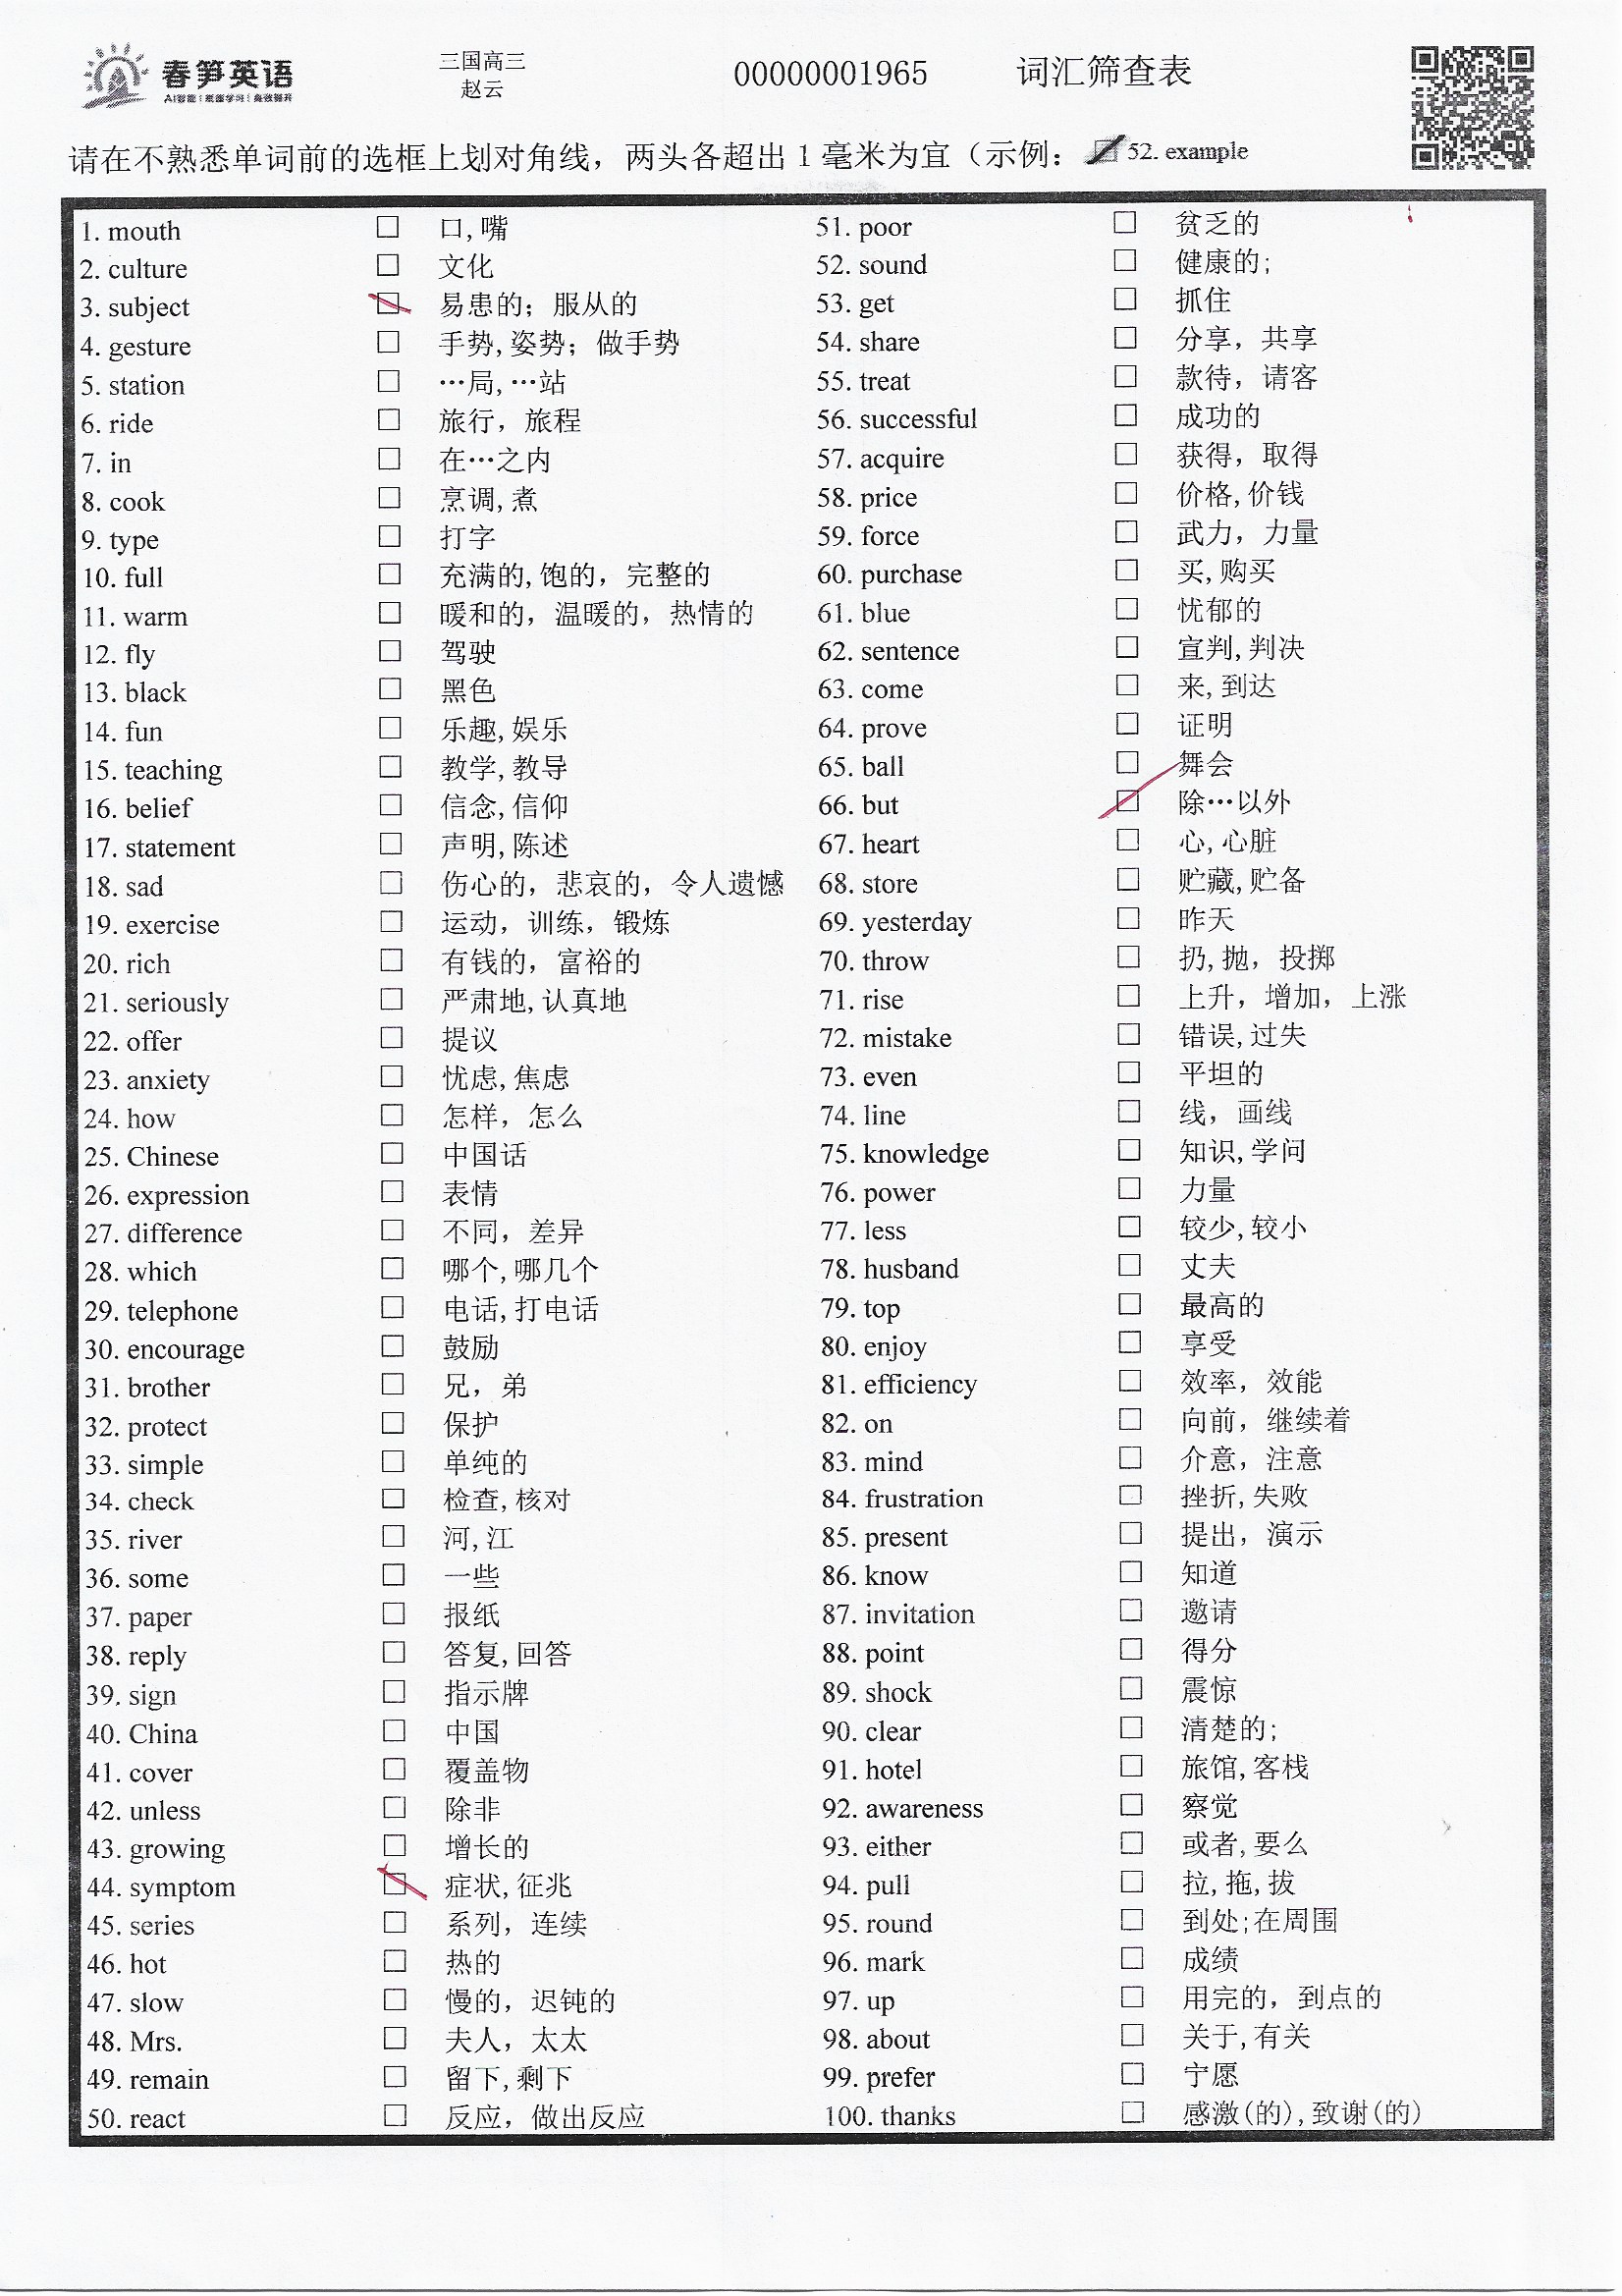 春笋英语
AI智能|思维学习|高效提升
三国高三
赵云
00000001965
词汇筛查表
请在不熟悉单词前的选框上划对角线，两头各超出1毫米为宜（示例： 52. example
1. mouth □ 口,嘴
2. culture □ 文化
3. subject □ 易患的；服从的
4. gesture □ 手势,姿势；做手势
5. station □ …局,…站
6. ride □ 旅行，旅程
7. in □ 在…之内
8. cook □ 烹调,煮
9. type □ 打字
10. full □ 充满的,饱的，完整的
11. warm □ 暖和的，温暖的，热情的
12. fly □ 驾驶
13. black □ 黑色
14. fun □ 乐趣,娱乐
15. teaching □ 教学,教导
16. belief □ 信念,信仰
17. statement □ 声明,陈述
18. sad □ 伤心的，悲哀的，令人遗憾
19. exercise □ 运动，训练，锻炼
20. rich □ 有钱的，富裕的
21. seriously □ 严肃地,认真地
22. offer □ 提议
23. anxiety □ 忧虑,焦虑
24. how □ 怎样，怎么
25. Chinese □ 中国话
26. expression □ 表情
27. difference □ 不同，差异
28. which □ 哪个,哪几个
29. telephone □ 电话,打电话
30. encourage □ 鼓励
31. brother □ 兄，弟
32. protect □ 保护
33. simple □ 单纯的
34. check □ 检查,核对
35. river □ 河,江
36. some □ 一些
37. paper □ 报纸
38. reply □ 答复,回答
39. sign □ 指示牌
40. China □ 中国
41. cover □ 覆盖物
42. unless □ 除非
43. growing □ 增长的
44. symptom □ 症状,征兆
45. series □ 系列，连续
46. hot □ 热的
47. slow □ 慢的，迟钝的
48. Mrs. □ 夫人，太太
49. remain □ 留下,剩下
50. react □ 反应，做出反应
51. poor □ 贫乏的
52. sound □ 健康的;
53. get □ 抓住
54. share □ 分享，共享
55. treat □ 款待，请客
56. successful □ 成功的
57. acquire □ 获得，取得
58. price □ 价格,价钱
59. force □ 武力，力量
60. purchase □ 买,购买
61. blue □ 忧郁的
62. sentence □ 宣判,判决
63. come □ 来,到达
64. prove □ 证明
65. ball □ 舞会
66. but □ 除…以外
67. heart □ 心,心脏
68. store □ 贮藏,贮备
69. yesterday □ 昨天
70. throw □ 扔,抛，投掷
71. rise □ 上升，增加，上涨
72. mistake □ 错误,过失
73. even □ 平坦的
74. line □ 线，画线
75. knowledge □ 知识,学问
76. power □ 力量
77. less □ 较少,较小
78. husband □ 丈夫
79. top □ 最高的
80. enjoy □ 享受
81. efficiency □ 效率，效能
82. on □ 向前，继续着
83. mind □ 介意，注意
84. frustration □ 挫折,失败
85. present □ 提出，演示
86. know □ 知道
87. invitation □ 邀请
88. point □ 得分
89. shock □ 震惊
90. clear □ 清楚的;
91. hotel □ 旅馆,客栈
92. awareness □ 察觉
93. either □ 或者,要么
94. pull □ 拉,拖,拔
95. round □ 到处;在周围
96. mark □ 成绩
97. up □ 用完的，到点的
98. about □ 关于,有关
99. prefer □ 宁愿
100. thanks □ 感激(的),致谢(的)